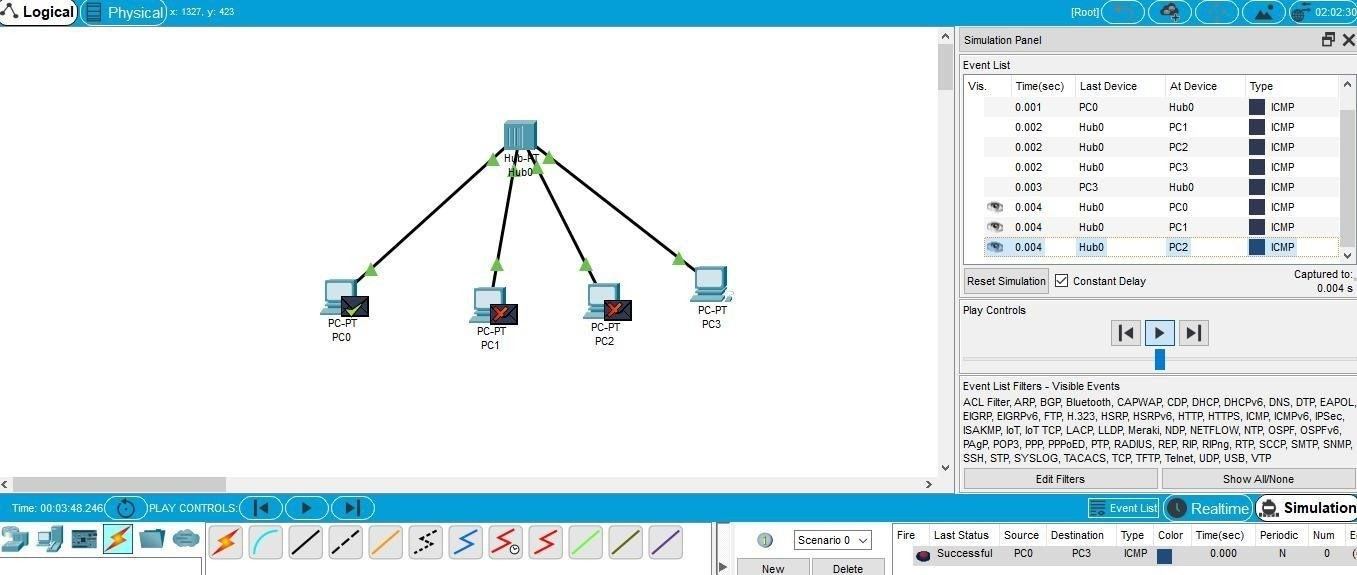 Logical Physical x: 1327, y: 423 [Root] 02:02:30
Simulation Panel
Event List
Vis. Time(sec) Last Device At Device Type
0.001 PC0 Hub0 ICMP
0.002 Hub0 PC1 ICMP
0.002 Hub0 PC2 ICMP
0.002 Hub0 PC3 ICMP
0.003 PC3 Hub0 ICMP
0.004 Hub0 PC0 ICMP
0.004 Hub0 PC1 ICMP
0.004 Hub0 PC2 ICMP
Reset Simulation Constant Delay Captured to:
0.004 s
Play Controls
Hub-PT
Hub0
PC-PT
PC0
PC-PT
PC1
PC-PT
PC2
PC-PT
PC3
Event List Filters - Visible Events
ACL Filter, ARP, BGP, Bluetooth, CAPWAP, CDP, DHCP, DHCPv6, DNS, DTP, EAPOL,
EIGRP, EIGRPv6, FTP, H.323, HSRP, HSRPv6, HTTP, HTTPS, ICMP, ICMPv6, IPSec,
ISAKMP, IoT, IoT TCP, LACP, LLDP, Meraki, NDP, NETFLOW, NTP, OSPF, OSPFv6,
PAgP, POP3, PPP, PPPoED, PTP, RADIUS, REP, RIP, RIPng, RTP, SCCP, SMTP, SNMP,
SSH, STP, SYSLOG, TACACS, TCP, TFTP, Telnet, UDP, USB, VTP
Edit Filters Show All/None
Time: 00:03:48.246 PLAY CONTROLS: Event List Realtime Simulation
Scenario 0
New Delete
Fire Last Status Source Destination Type Color Time(sec) Periodic Num
Successful PC0 PC3 ICMP 0.000 N 0